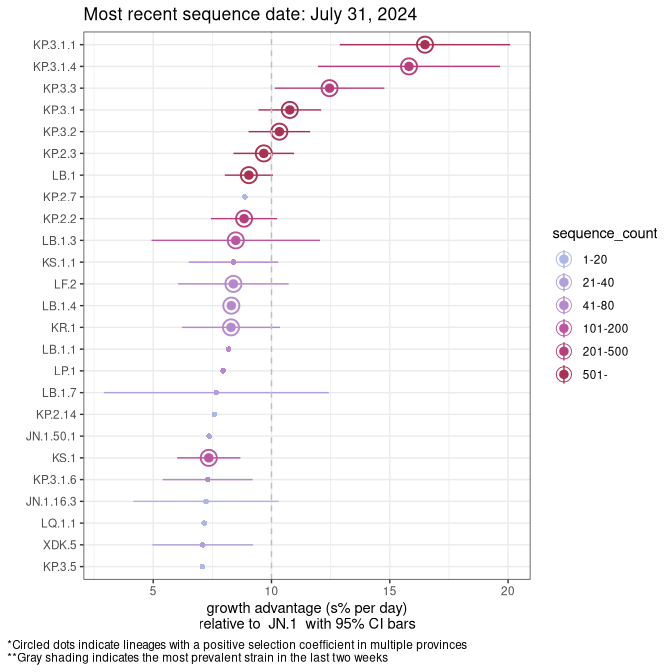 Most recent sequence date: July 31, 2024
KP.3.1.1
KP.3.1.4
KP.3.3
KP.3.1
KP.3.2
KP.2.3
LB.1
KP.2.7
KP.2.2
LB.1.3
KS.1.1
LF.2
LB.1.4
KR.1
LB.1.1
LP.1
LB.1.7
KP.2.14
JN.1.50.1
KS.1
KP.3.1.6
JN.1.16.3
LQ.1.1
XDK.5
KP.3.5
5 10 15 20
growth advantage (s% per day)
relative to JN.1 with 95% CI bars
sequence_count
1-20
21-40
41-80
101-200
201-500
501-
*Circled dots indicate lineages with a positive selection coefficient in multiple provinces
**Gray shading indicates the most prevalent strain in the last two weeks